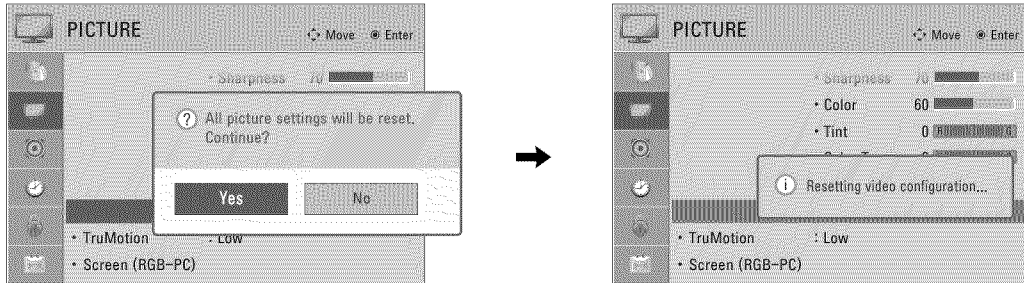 PICTURE
Move Enter
• Sharpness 70
? All picture settings will be reset.
Continue?
Yes No
• TruMotion : Low
• Screen (RGB-PC)
PICTURE
Move Enter
• Sharpness 70
• Color 60
• Tint 0 R G
i Resetting video configuration...
• TruMotion : Low
• Screen (RGB-PC)